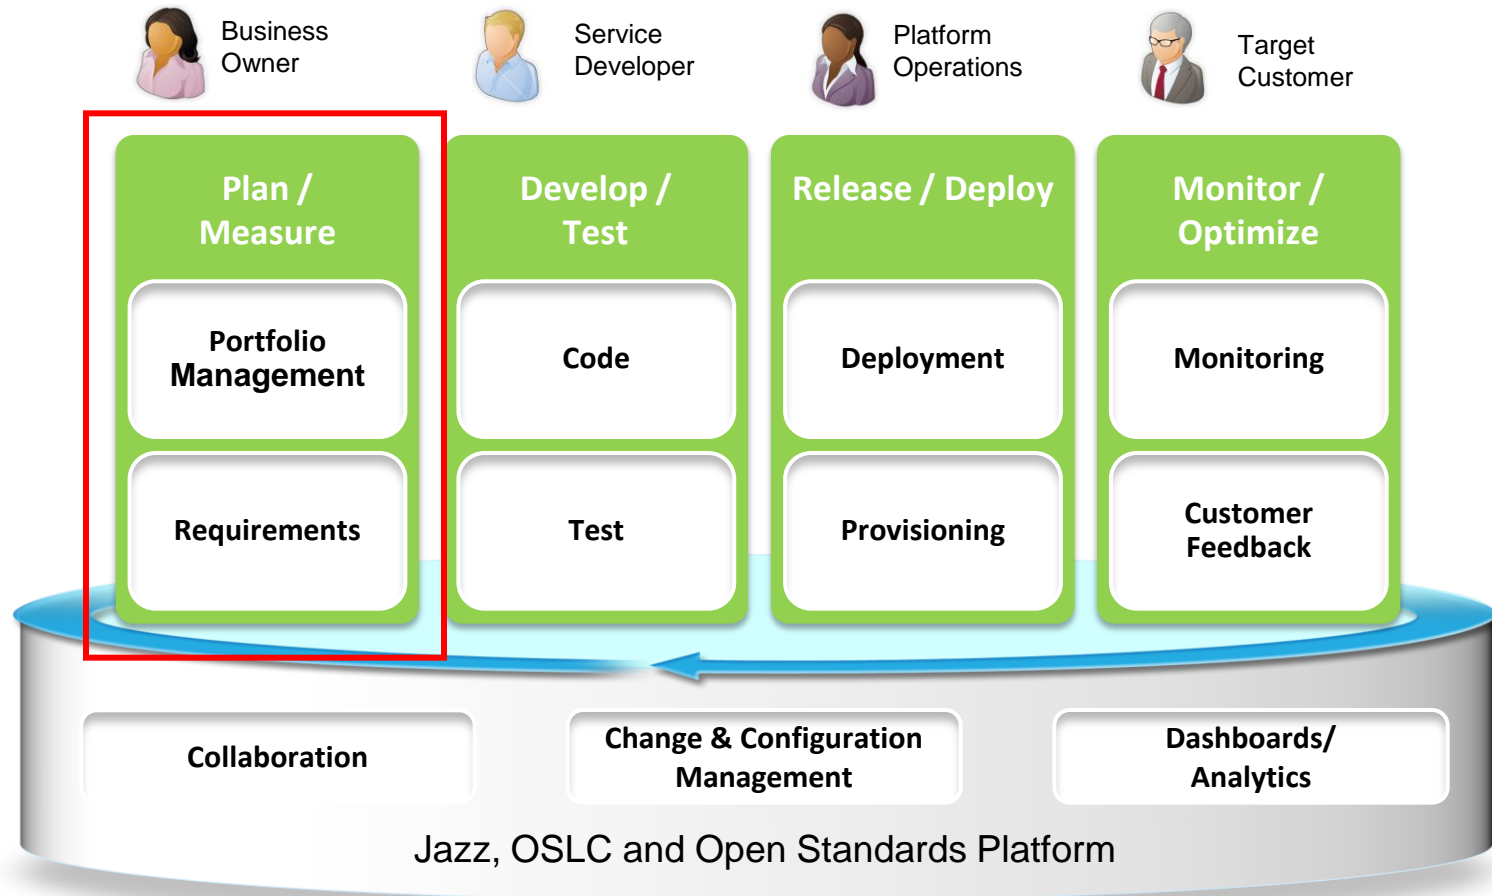 Business
Owner
Service
Developer
Platform
Operations
Target
Customer
Plan /
Measure
Develop /
Test
Release / Deploy
Monitor /
Optimize
Portfolio
Management
Code
Deployment
Monitoring
Requirements
Test
Provisioning
Customer
Feedback
Collaboration
Change & Configuration
Management
Dashboards/
Analytics
Jazz, OSLC and Open Standards Platform